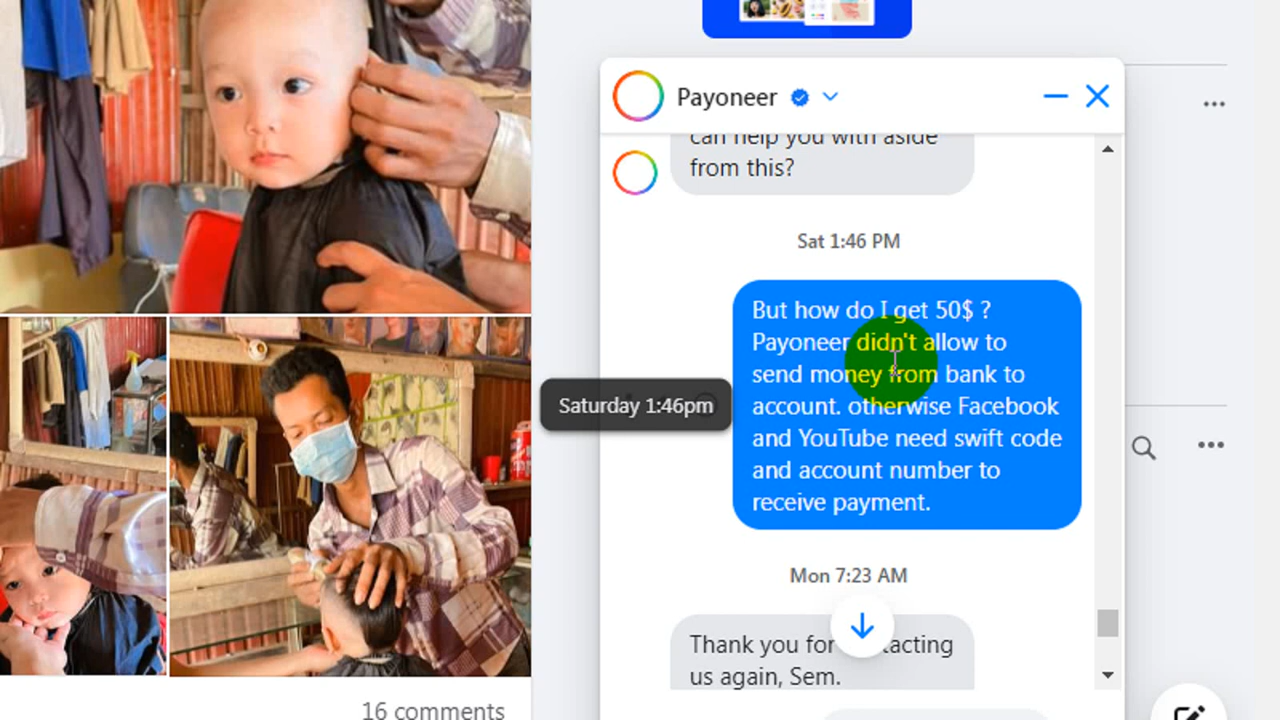 Payoneer
can help you with aside
from this?
Sat 1:46 PM
But how do I get 50$ ?
Payoneer didn't allow to
send money from bank to
account. otherwise Facebook
and YouTube need swift code
and account number to
receive payment.
Saturday 1:46pm
Mon 7:23 AM
Thank you for
us again, Sem.
16 comments